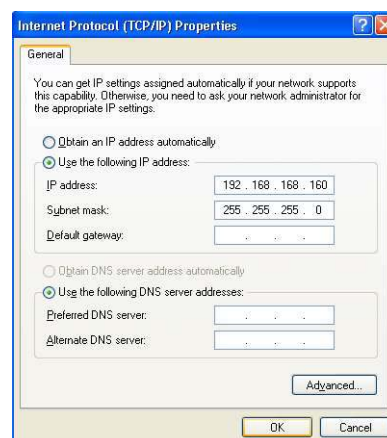 Internet Protocol (TCP/IP) Properties
General
You can get IP settings assigned automatically if your network supports
this capability. Otherwise, you need to ask your network administrator for
the appropriate IP settings.
Obtain an IP address automatically
Use the following IP address:
IP address: 192 . 168 . 168 . 160
Subnet mask: 255 . 255 . 255 . 0
Default gateway: . . .
Obtain DNS server address automatically
Use the following DNS server addresses:
Preferred DNS server: . . .
Alternate DNS server: . . .
Advanced...
OK Cancel